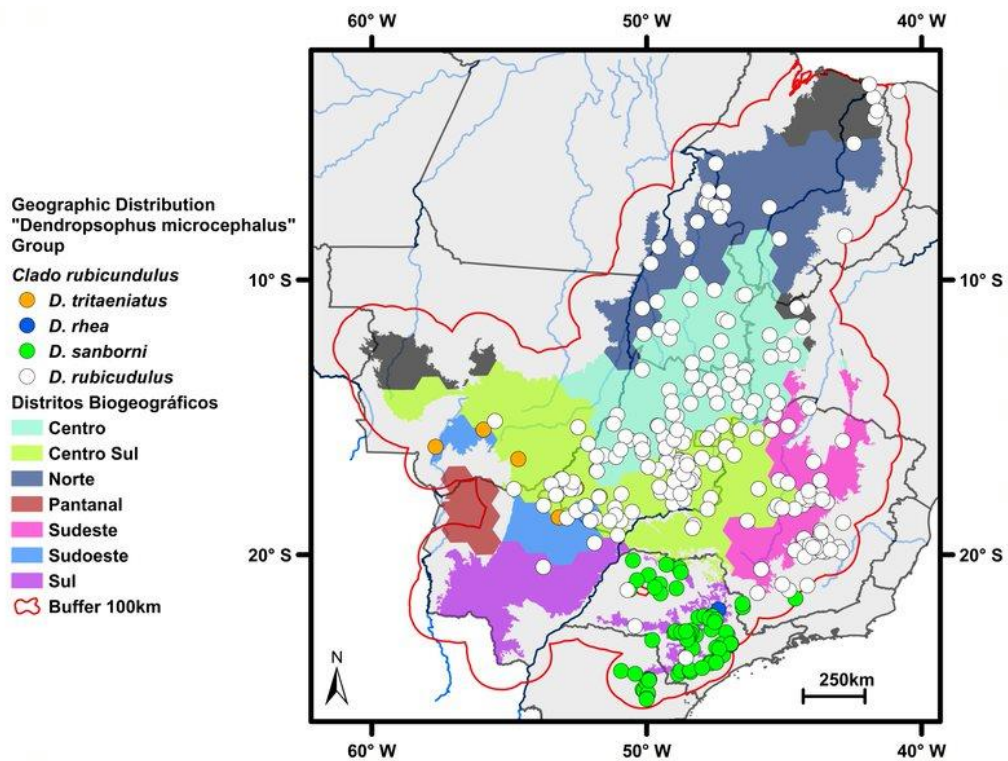 60° W 50° W 40° W
Geographic Distribution
"Dendropsophus microcephalus"
Group
Clado rubicundulus
D. tritaeniatus
D. rhea
D. sanborni
D. rubicudulus
Distritos Biogeográficos
Centro
Centro Sul
Norte
Pantanal
Sudeste
Sudoeste
Sul
Buffer 100km
10° S 10° S
20° S 20° S
N
250km
60° W 50° W 40° W